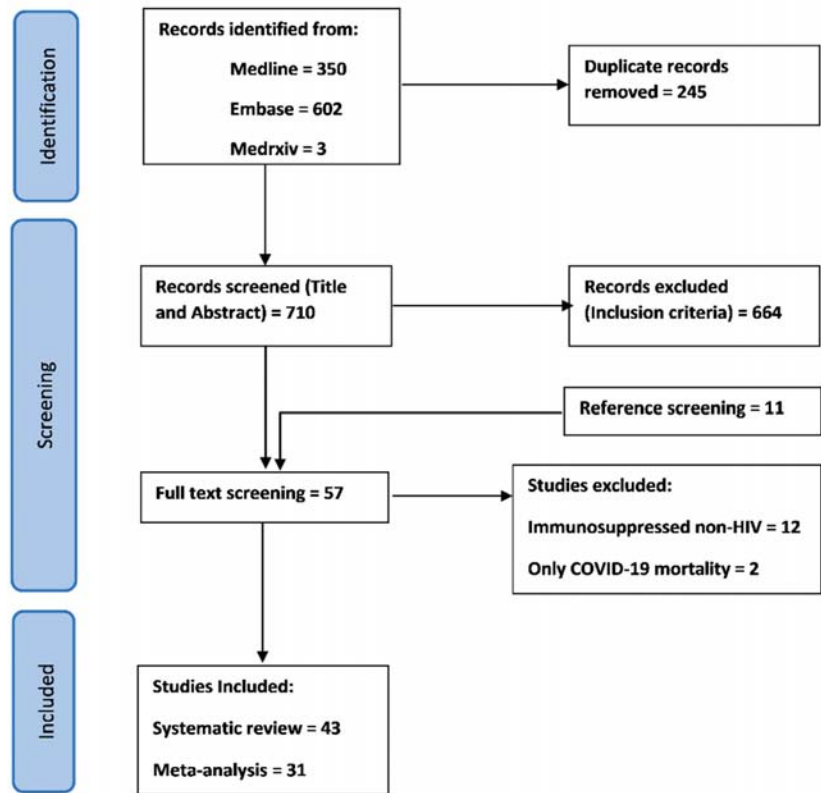 Identification
Records identified from:
Medline = 350
Embase = 602
Medrxiv = 3
Duplicate records
removed = 245
Screening
Records screened (Title
and Abstract) = 710
Records excluded
(Inclusion criteria) = 664
Reference screening = 11
Full text screening = 57
Studies excluded:
Immunosuppressed non-HIV = 12
Only COVID-19 mortality = 2
Included
Studies Included:
Systematic review = 43
Meta-analysis = 31